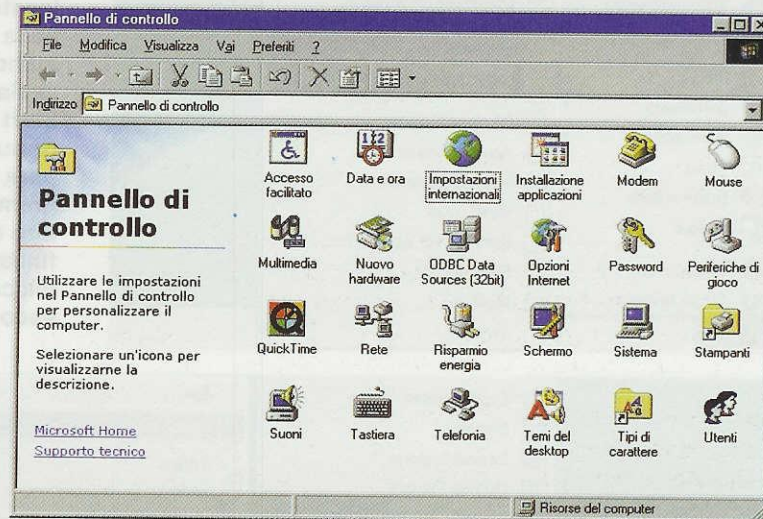 Pannello di controllo
File Modifica Visualizza Vai Preferiti ?
Indirizzo Pannello di controllo
Pannello di
controllo
Utilizzare le impostazioni
nel Pannello di controllo
per personalizzare il
computer.
Selezionare un'icona per
visualizzarne la
descrizione.
Microsoft Home
Supporto tecnico
Accesso
facilitato
Data e ora
Impostazioni
internazionali
Installazione
applicazioni
Modem
Mouse
Multimedia
Nuovo
hardware
ODBC Data
Sources (32bit)
Opzioni
Internet
Password
Periferiche di
gioco
QuickTime
Rete
Risparmio
energia
Schermo
Sistema
Stampanti
Suoni
Tastiera
Telefonia
Temi del
desktop
Tipi di
carattere
Utenti
Risorse del computer